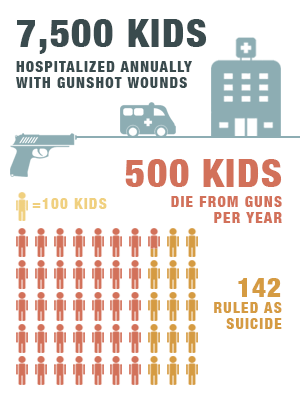 7,500 KIDS
HOSPITALIZED ANNUALLY
WITH GUNSHOT WOUNDS
500 KIDS
DIE FROM GUNS
PER YEAR
=100 KIDS
142
RULED AS
SUICIDE